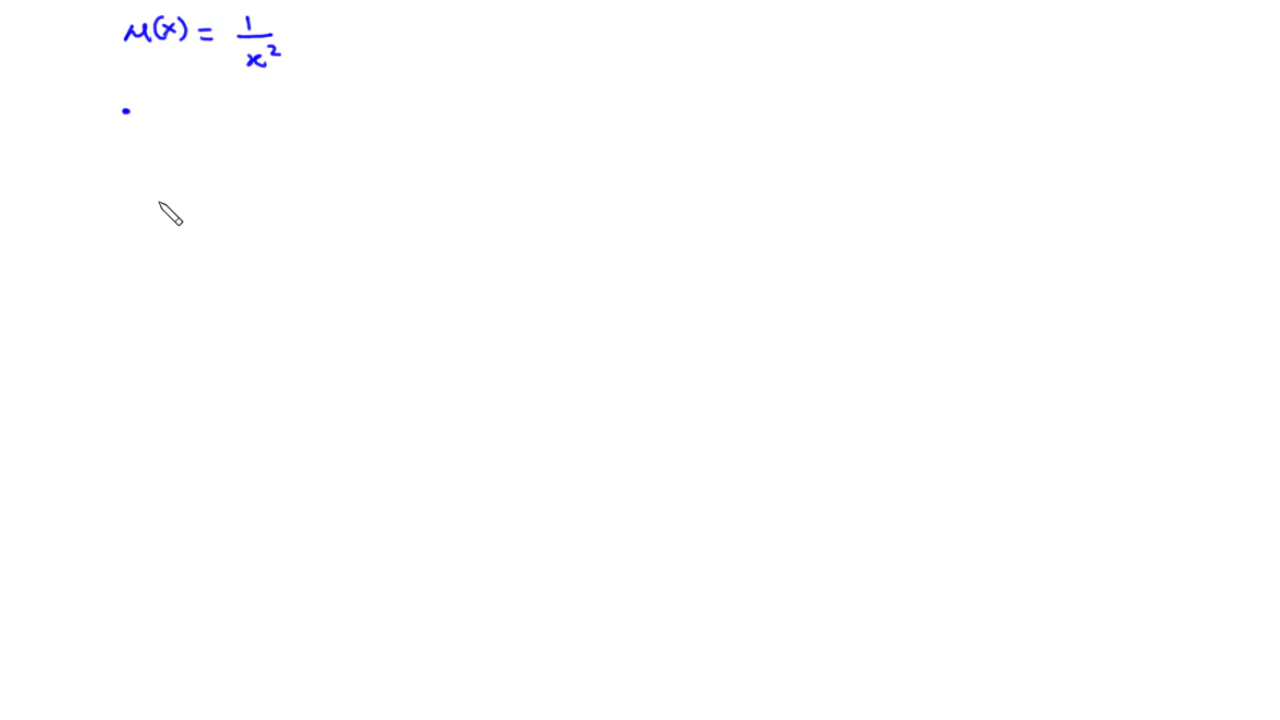 μ(x) = 1/x²